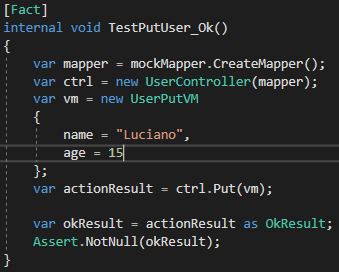 [Fact]
internal void TestPutUser_Ok()
{
    var mapper = mockMapper.CreateMapper();
    var ctrl = new UserController(mapper);
    var vm = new UserPutVM
    {
        name = "Luciano",
        age = 15
    };
    var actionResult = ctrl.Put(vm);

    var okResult = actionResult as OkResult;
    Assert.NotNull(okResult);
}